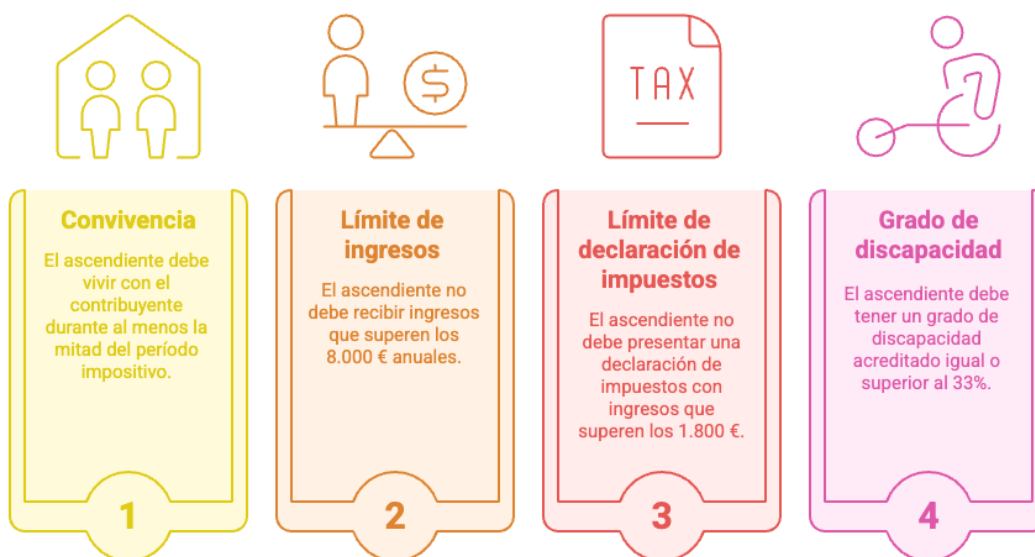 $
TAX
Convivencia
El ascendiente debe
vivir con el
contribuyente
durante al menos la
mitad del período
impositivo.
1
Límite de
ingresos
El ascendiente no
debe recibir ingresos
que superen los
8.000 € anuales.
2
Límite de
declaración de
impuestos
El ascendiente no
debe presentar una
declaración de
impuestos con
ingresos que
superen los 1.800 €.
3
Grado de
discapacidad
El ascendiente debe
tener un grado de
discapacidad
acreditado igual o
superior al 33%.
4